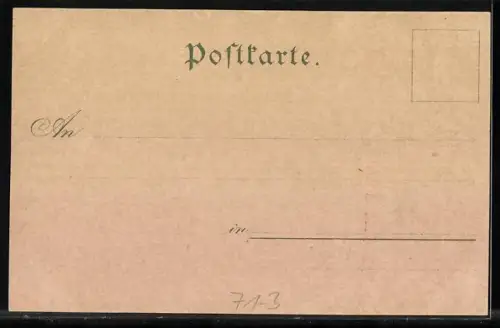 Postkarte.
An
in
713